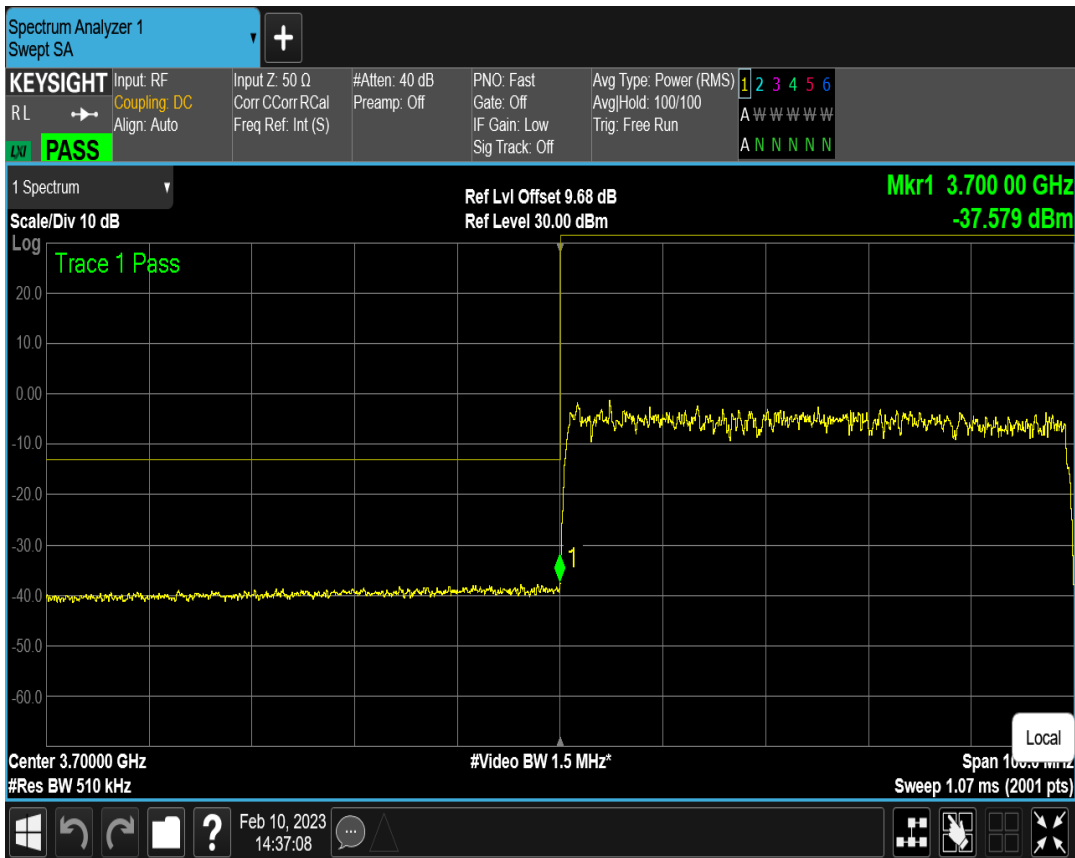 Spectrum Analyzer 1
Swept SA
KEYSIGHT
R L
LXI
PASS
Input: RF
Coupling: DC
Align: Auto
Input Z: 50 Ω
Corr CCorr RCal
Freq Ref: Int (S)
#Atten: 40 dB
Preamp: Off
PNO: Fast
Gate: Off
IF Gain: Low
Sig Track: Off
Avg Type: Power (RMS)
Avg|Hold: 100/100
Trig: Free Run
1 2 3 4 5 6
A W W W W W
A N N N N N
1 Spectrum
Scale/Div 10 dB
Ref Lvl Offset 9.68 dB
Ref Level 30.00 dBm
Mkr1 3.700 00 GHz
-37.579 dBm
Log
Trace 1 Pass
20.0
10.0
0.00
-10.0
-20.0
-30.0
1
-40.0
-50.0
-60.0
Local
Center 3.70000 GHz
#Video BW 1.5 MHz*
Span 100.0 MHz
#Res BW 510 kHz
Sweep 1.07 ms (2001 pts)
?
Feb 10, 2023
14:37:08